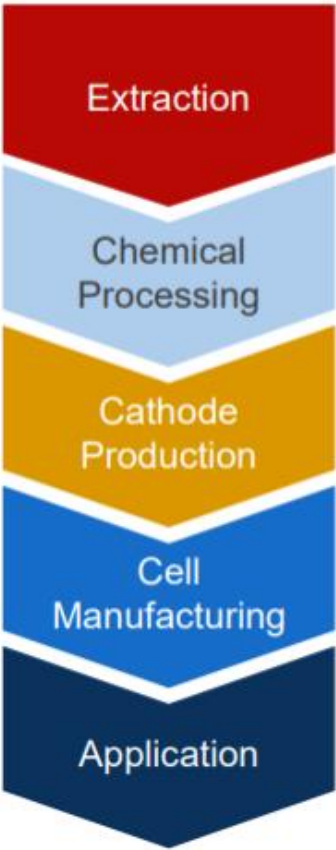 Extraction
Chemical
Processing
Cathode
Production
Cell
Manufacturing
Application